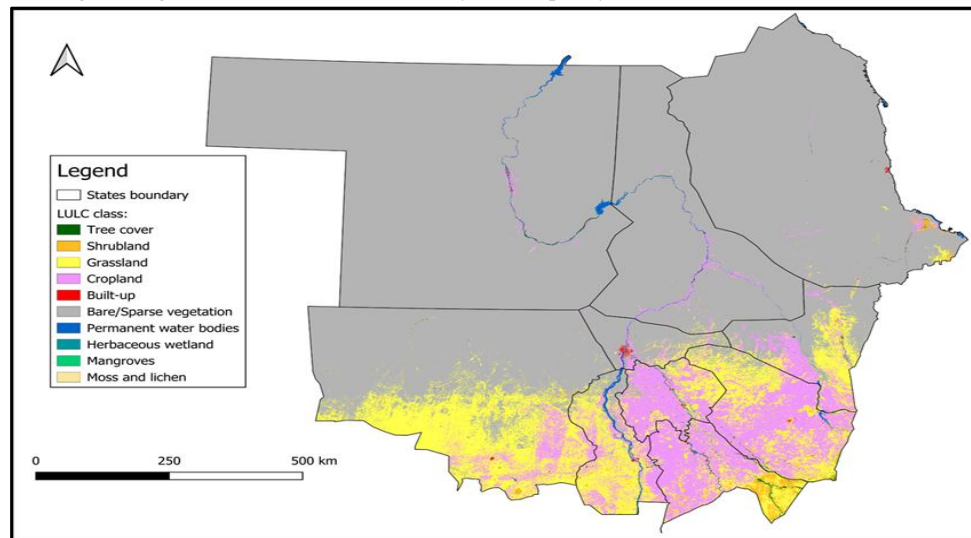 Legend
States boundary
LULC class:
Tree cover
Shrubland
Grassland
Cropland
Built-up
Bare/Sparse vegetation
Permanent water bodies
Herbaceous wetland
Mangroves
Moss and lichen
0 250 500 km